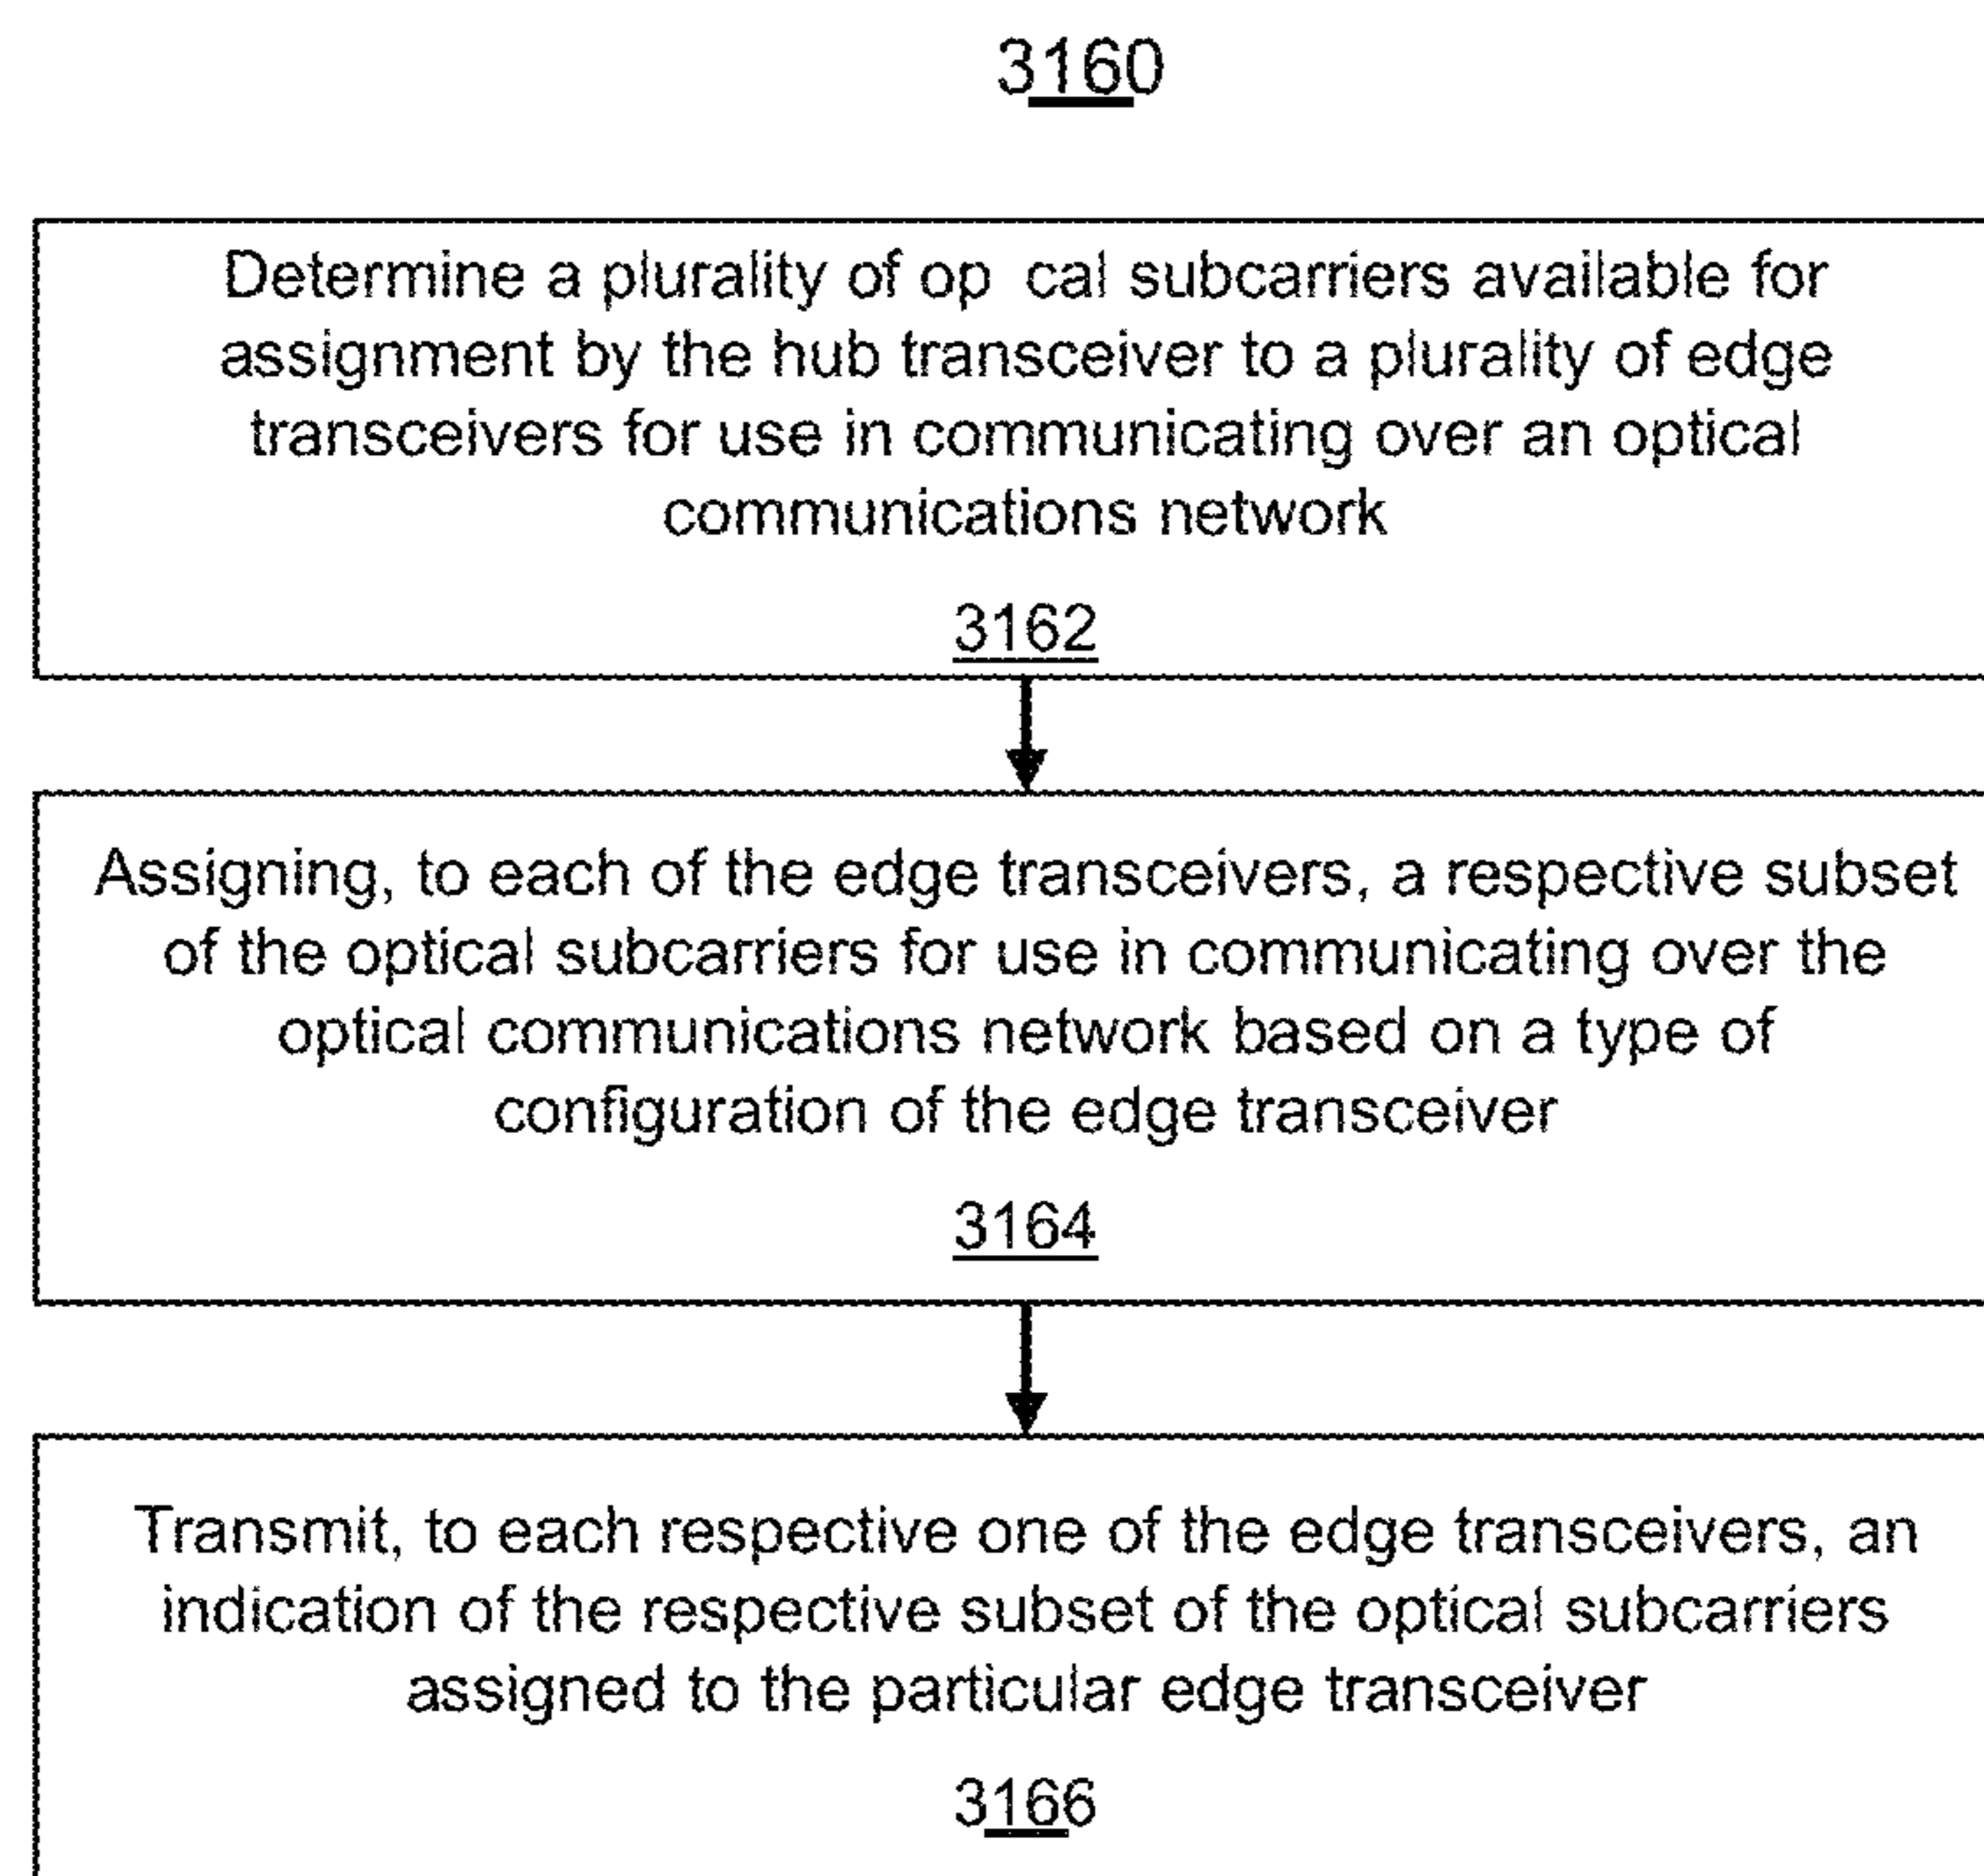 3160
Determine a plurality of op cal subcarriers available for
assignment by the hub transceiver to a plurality of edge
transceivers for use in communicating over an optical
communications network
3162
Assigning, to each of the edge transceivers, a respective subset
of the optical subcarriers for use in communicating over the
optical communications network based on a type of
configuration of the edge transceiver
3164
Transmit, to each respective one of the edge transceivers, an
indication of the respective subset of the optical subcarriers
assigned to the particular edge transceiver
3166